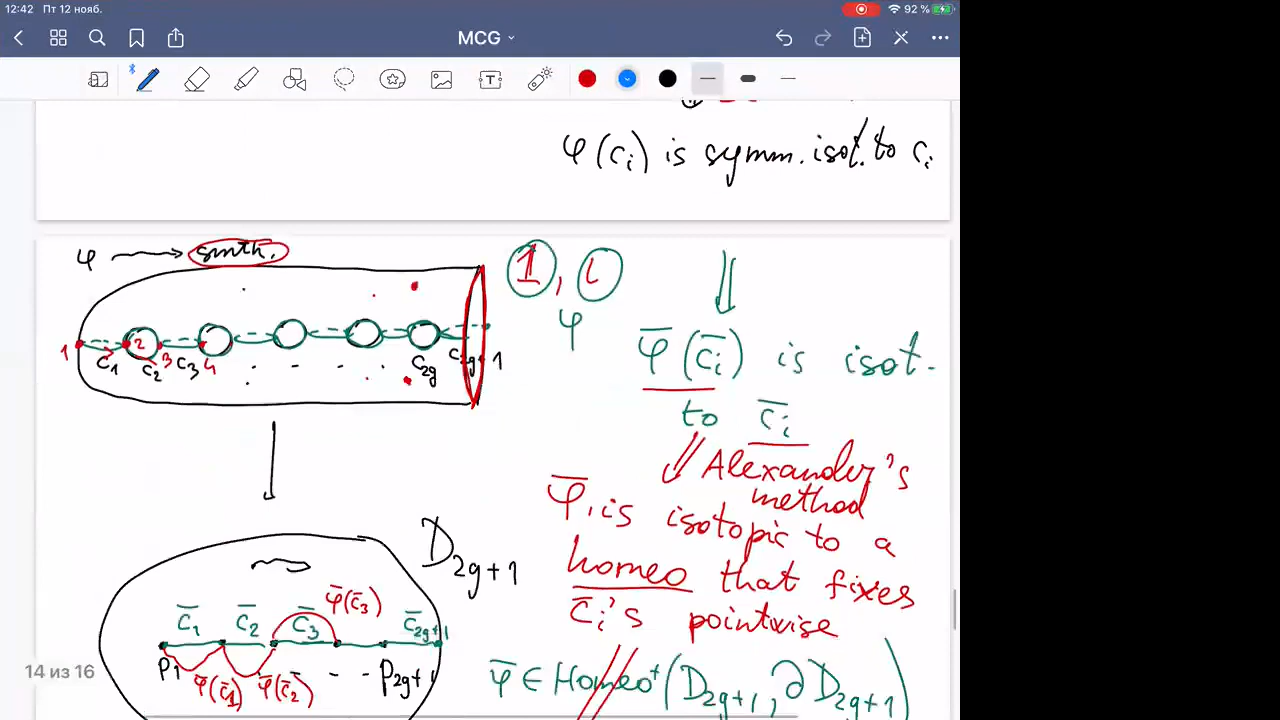 12:42 Пт 12 нояб.
92 %
MCG
φ(cᵢ) is symm. isot. to cᵢ
φ → smth.
1, ι
φ
⇓
φ̅(c̅ᵢ) is isot.
to c̅ᵢ
1 2 3 4
c₁ c₂ c₃ c₂g c₂g+1
⇓ Alexander's
method
φ̅ is isotopic to a
homeo that fixes
c̅ᵢ's pointwise
D₂g+1
c̅₁ c̅₂ c̅₃ φ̅(c̅₃) c̅₂g+1
p₁ φ̅(c̅₁) φ̅(c̅₂) - - - p₂g+1
φ̅ ∈ Homeo⁺(D₂g+1, ∂D₂g+1)
14 из 16